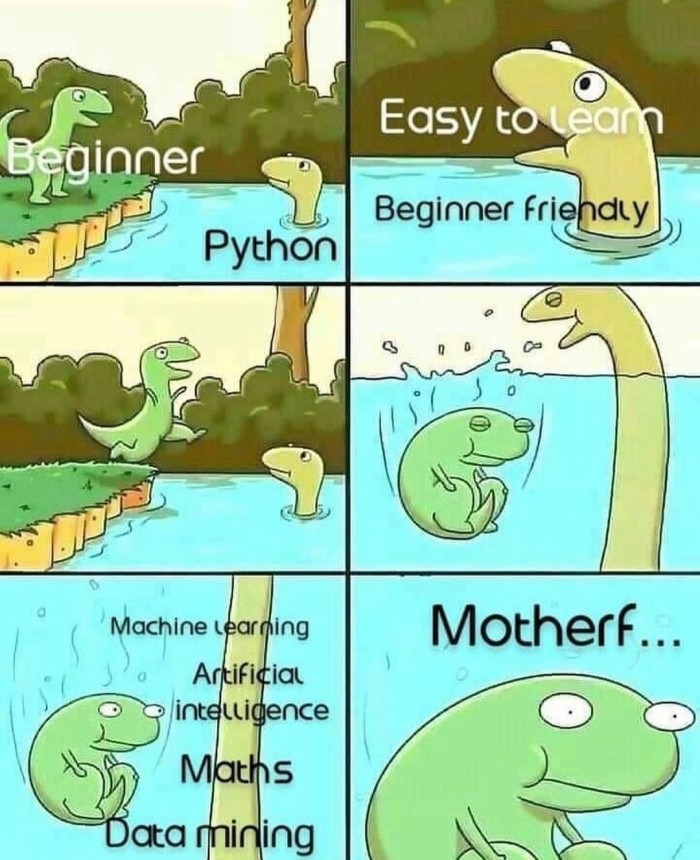 Beginner
Python
Easy to learn
Beginner friendly
Machine learning
Artificial
intelligence
Maths
Data mining
Motherf...